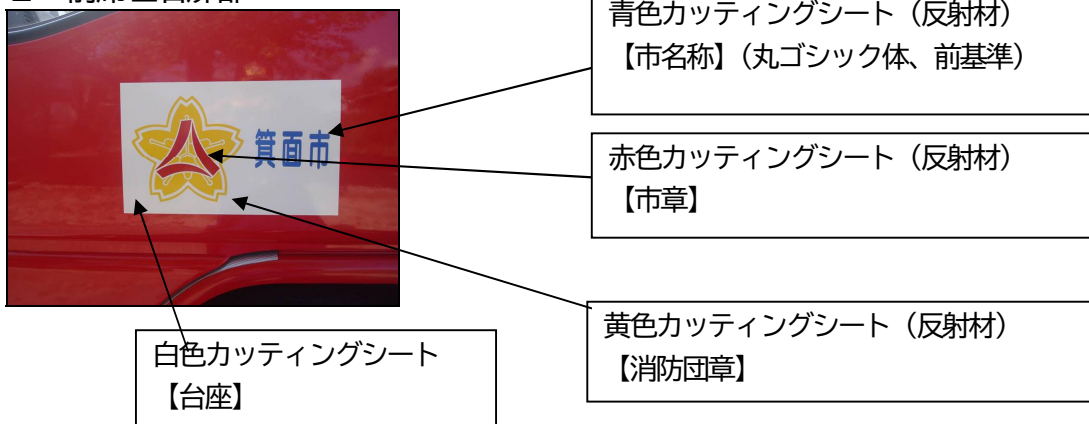 青色カッティングシート（反射材）
【市名称】（丸ゴシック体、前基準）
箕面市
赤色カッティングシート（反射材）
【市章】
黄色カッティングシート（反射材）
【消防団章】
白色カッティングシート
【台座】